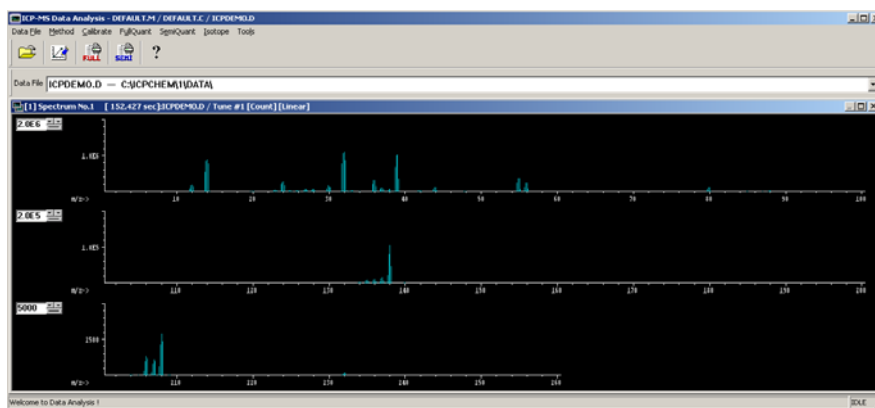 ICP-MS Data Analysis - DEFAULT.M / DEFAULT.C / ICPDEMO.D
Data File Method Calibrate FullQuant SemiQuant Isotope Tools
FULL SEMI ?
Data File ICPDEMO.D — C:\ICPCHEM\1\DATA\
[1] Spectrum No.1 [ 152.427 sec]:ICPDEMO.D / Tune #1 [Count] [Linear]
2.0E6
1.0E6
m/z-> 10 20 30 40 50 60 70 80 90 100
2.0E5
1.0E5
m/z-> 110 120 130 140 150 160 170 180 190 200
5000
2500
m/z-> 210 220 230 240 250 260
Welcome to Data Analysis ! IDLE